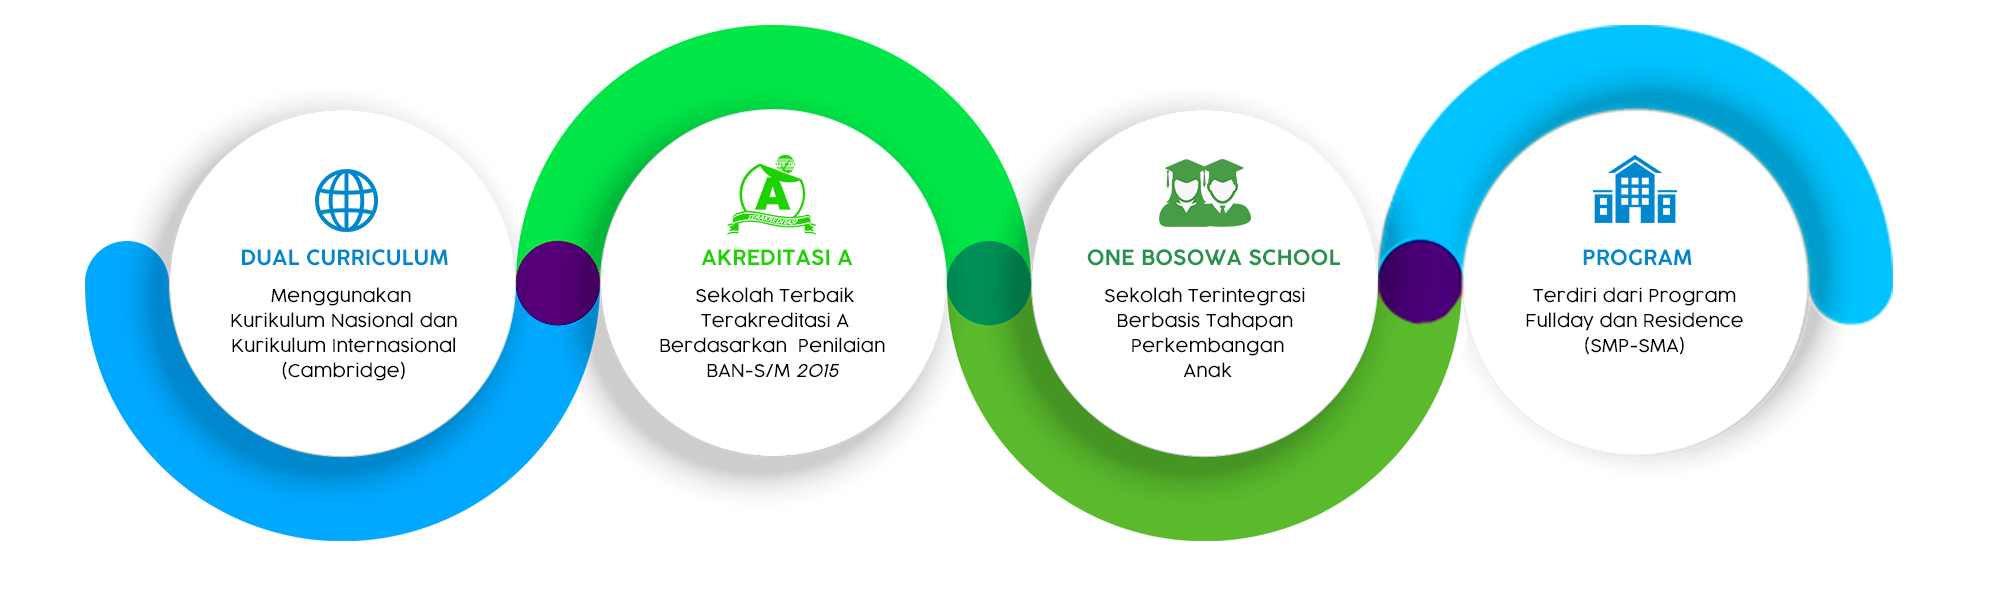 DUAL CURRICULUM
Menggunakan
Kurikulum Nasional dan
Kurikulum Internasional
(Cambridge)
A
TERAKREDITASI
AKREDITASI A
Sekolah Terbaik
Terakreditasi A
Berdasarkan Penilaian
BAN-S/M 2015
ONE BOSOWA SCHOOL
Sekolah Terintegrasi
Berbasis Tahapan
Perkembangan
Anak
PROGRAM
Terdiri dari Program
Fullday dan Residence
(SMP-SMA)